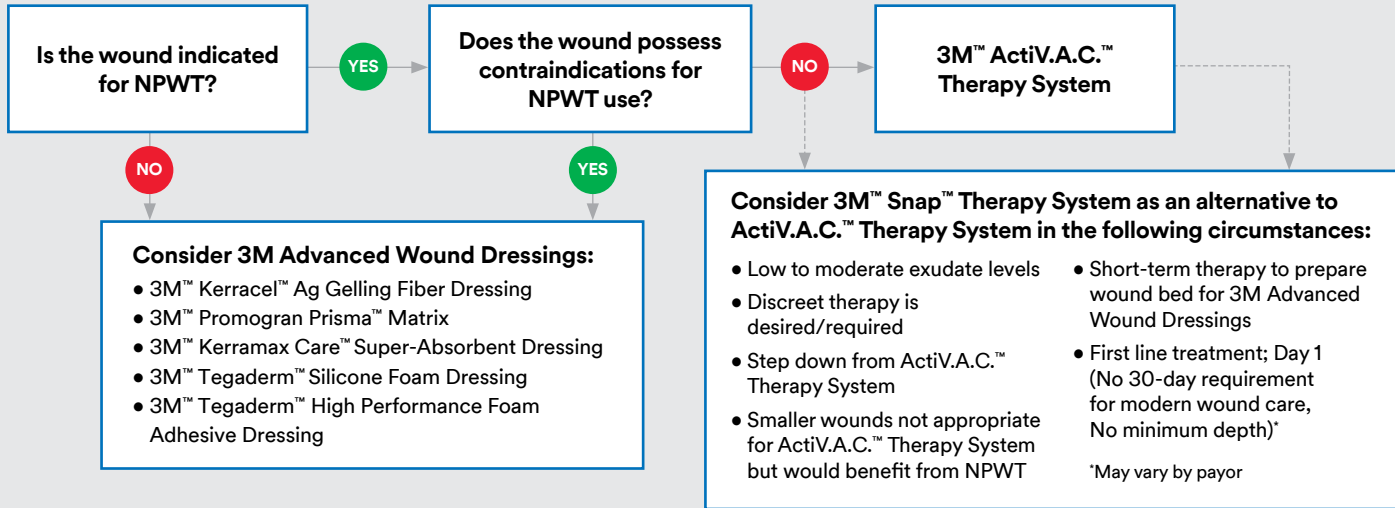 Is the wound indicated
for NPWT?
YES
Does the wound possess
contraindications for
NPWT use?
NO
3M™ ActiV.A.C.™
Therapy System
NO
YES
Consider 3M Advanced Wound Dressings:
• 3M™ Kerracel™ Ag Gelling Fiber Dressing
• 3M™ Promogran Prisma™ Matrix
• 3M™ Kerramax Care™ Super-Absorbent Dressing
• 3M™ Tegaderm™ Silicone Foam Dressing
• 3M™ Tegaderm™ High Performance Foam
Adhesive Dressing
Consider 3M™ Snap™ Therapy System as an alternative to
ActiV.A.C.™ Therapy System in the following circumstances:
• Low to moderate exudate levels
• Discreet therapy is
desired/required
• Step down from ActiV.A.C.™
Therapy System
• Smaller wounds not appropriate
for ActiV.A.C.™ Therapy System
but would benefit from NPWT
• Short-term therapy to prepare
wound bed for 3M Advanced
Wound Dressings
• First line treatment; Day 1
(No 30-day requirement
for modern wound care,
No minimum depth)*
*May vary by payor